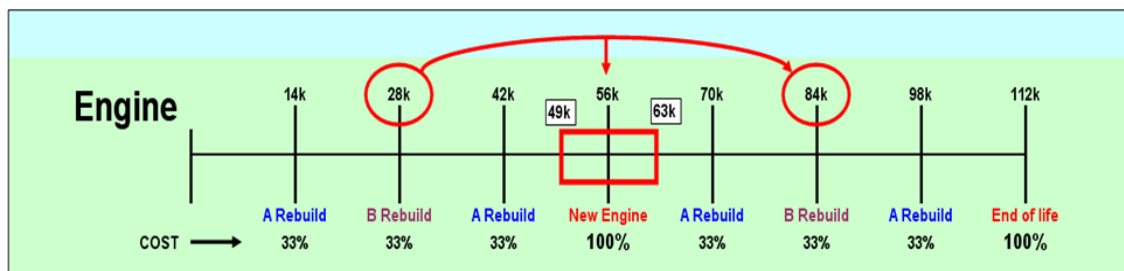 14k 28k 42k 56k 70k 84k 98k 112k
Engine
49k 63k
A Rebuild B Rebuild A Rebuild New Engine A Rebuild B Rebuild A Rebuild End of life
COST 33% 33% 33% 100% 33% 33% 33% 100%